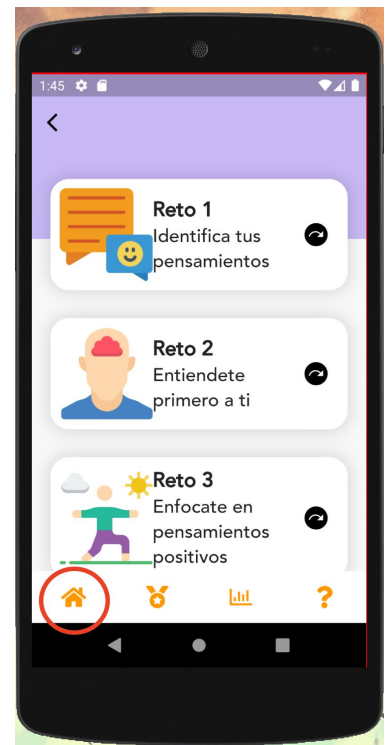 1:45
Reto 1
Identifica tus
pensamientos
Reto 2
Entiendete
primero a ti
Reto 3
Enfocate en
pensamientos
positivos
?